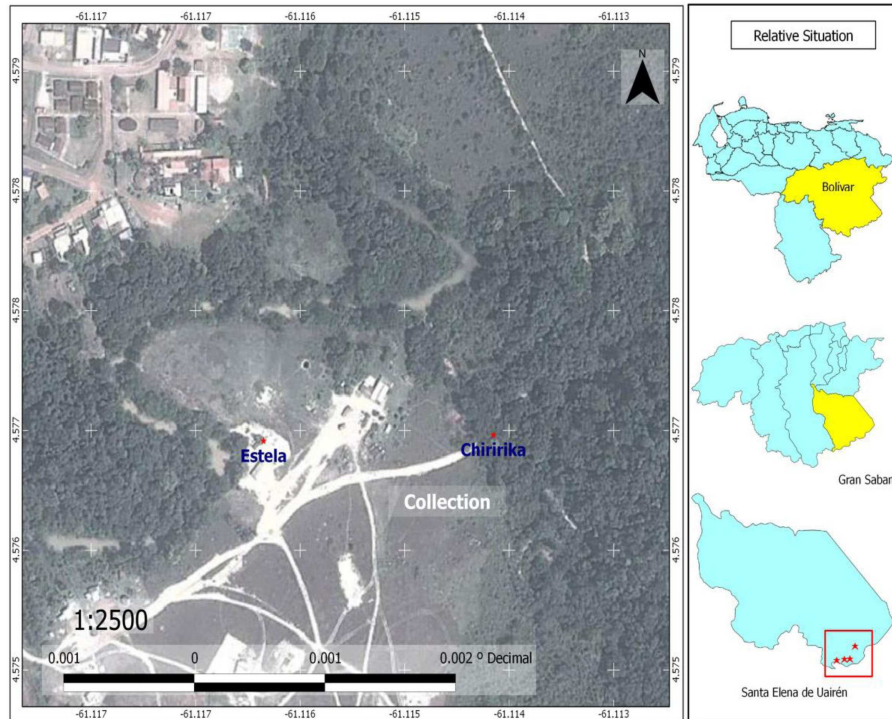 -61.117 -61.117 -61.116 -61.115 -61.114 -61.113
4.579
4.578
4.578
4.577
4.576
4.575
N
Estela
Chiririka
Collection
1:2500
0.001 0 0.001 0.002 º Decimal
4.579
4.578
4.578
4.577
4.576
4.575
-61.117 -61.117 -61.116 -61.115 -61.114 -61.113
Relative Situation
Bolívar
Gran Saban
Santa Elena de Uairén